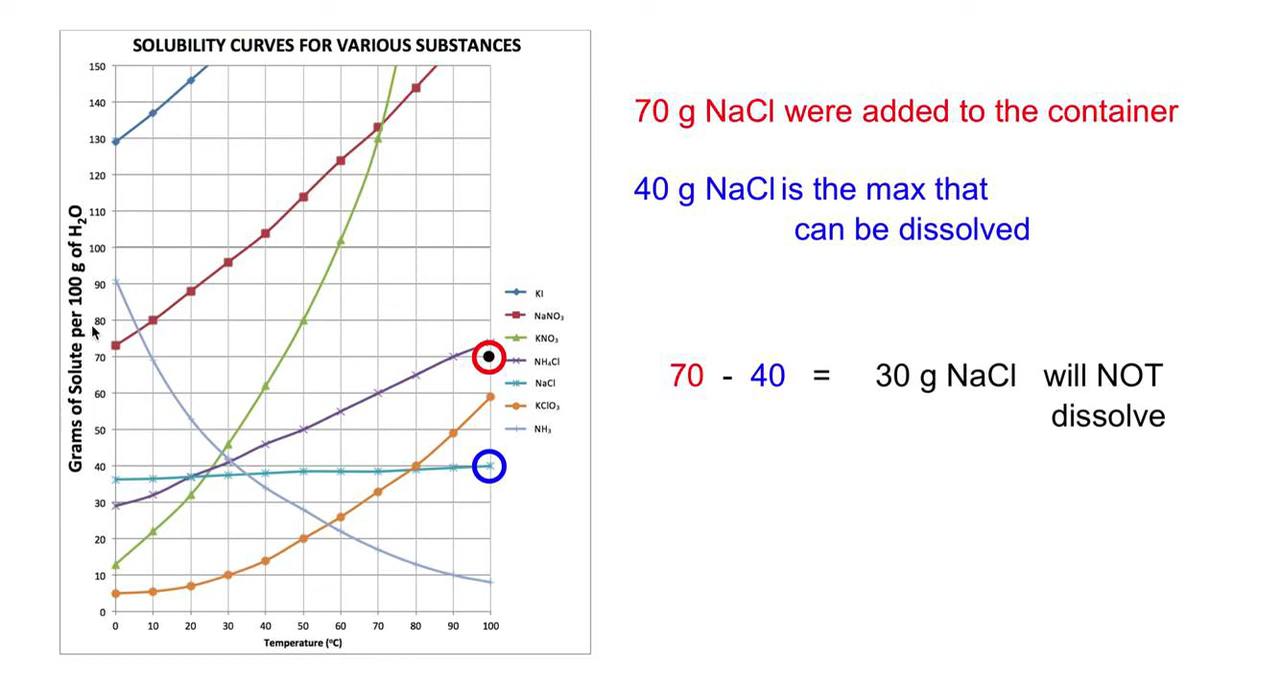 SOLUBILITY CURVES FOR VARIOUS SUBSTANCES
Grams of Solute per 100 g of H₂O
150
140
130
120
110
100
90
80
70
60
50
40
30
20
10
0
0 10 20 30 40 50 60 70 80 90 100
Temperature (°C)
KI
NaNO₃
KNO₃
NH₄Cl
NaCl
KClO₃
NH₃
70 g NaCl were added to the container
40 g NaCl is the max that
can be dissolved
70 - 40 = 30 g NaCl will NOT
dissolve